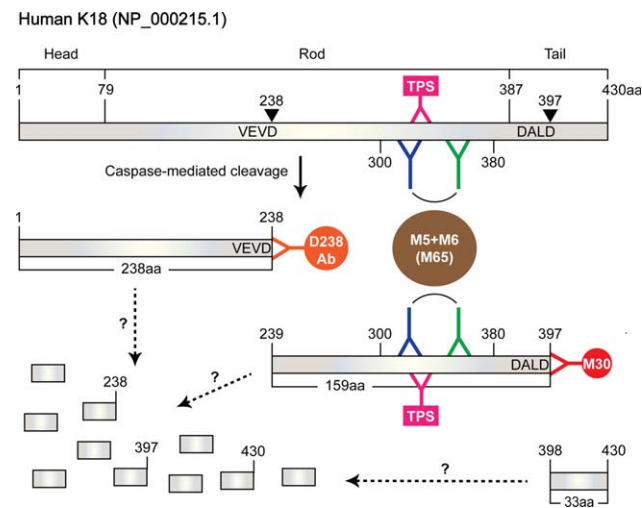 Human K18 (NP_000215.1)
Head Rod Tail
1 79 238 TPS 387 397 430aa
VEVD DALD
300 380
Caspase-mediated cleavage
1 238
M5+M6
(M65)
VEVD D238
Ab
238aa
?
239 300 380 397
DALD M30
?
159aa
TPS
238
397 430
?
398 430
33aa